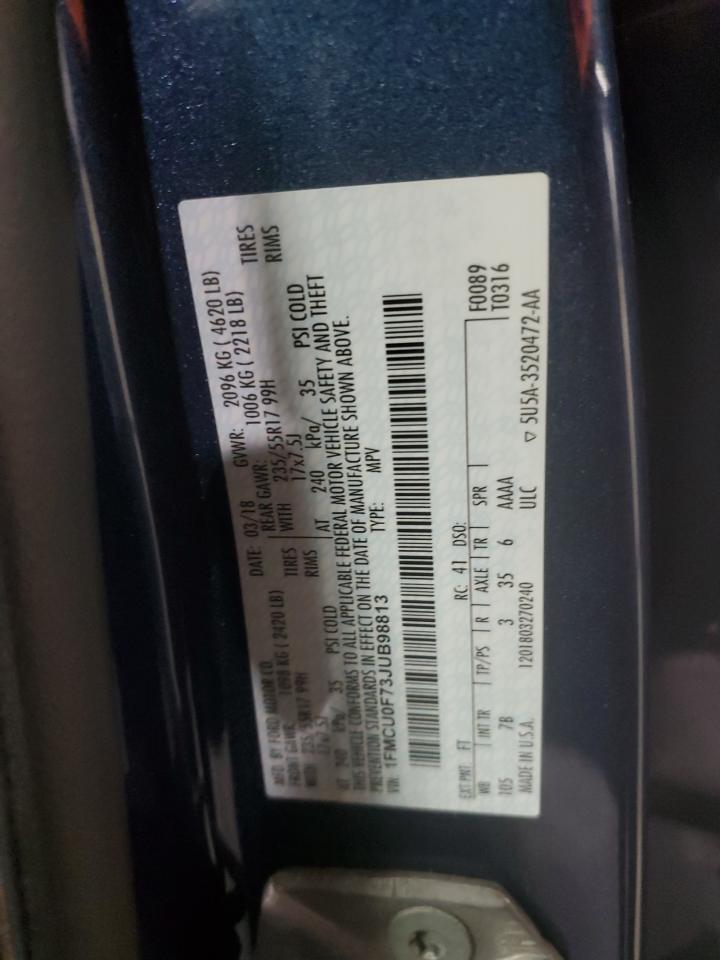 MFG. BY FORD MOTOR CO. DATE: 03/18 GVWR: 2096 KG ( 4620 LB)
FRONT GAWR: 1098 KG ( 2420 LB) REAR GAWR: 1006 KG ( 2218 LB)
WITH 235/55R17 99H TIRES WITH 235/55R17 99H TIRES
17x7.5J RIMS 17x7.5J RIMS
AT 240 kPa/ 35 PSI COLD AT 240 kPa/ 35 PSI COLD
THIS VEHICLE CONFORMS TO ALL APPLICABLE FEDERAL MOTOR VEHICLE SAFETY AND THEFT
PREVENTION STANDARDS IN EFFECT ON THE DATE OF MANUFACTURE SHOWN ABOVE.
VIN: 1FMCU0F73JUB98813 TYPE: MPV
EXT PNT: FT RC: 41 DSO: F0089
WB INT TR TP/PS R AXLE TR SPR T0316
105 7B 3 35 6 AAAA
MADE IN U.S.A. 1201803270240 ULC ▽ 5U5A-3520472-AA